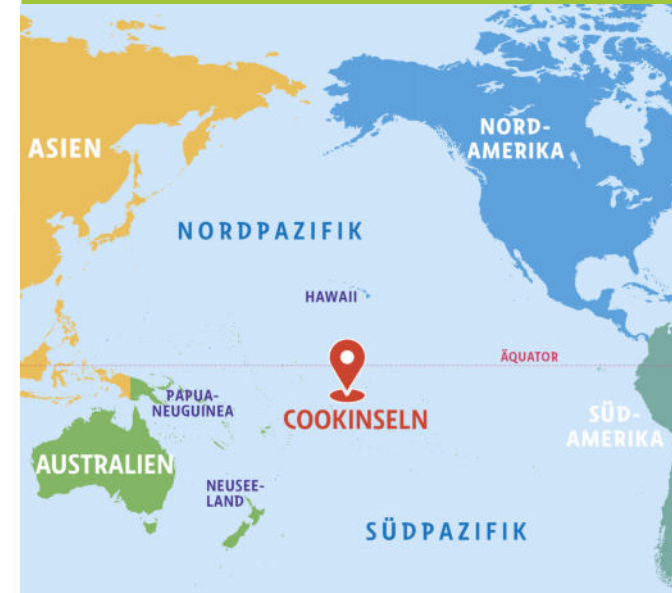 NORD-
AMERIKA
ASIEN
NORDPAZIFIK
HAWAII
ÄQUATOR
PAPUA-
NEUGUINEA
COOKINSELN
SÜD-
AMERIKA
AUSTRALIEN
NEUSEE-
LAND
SÜDPAZIFIK